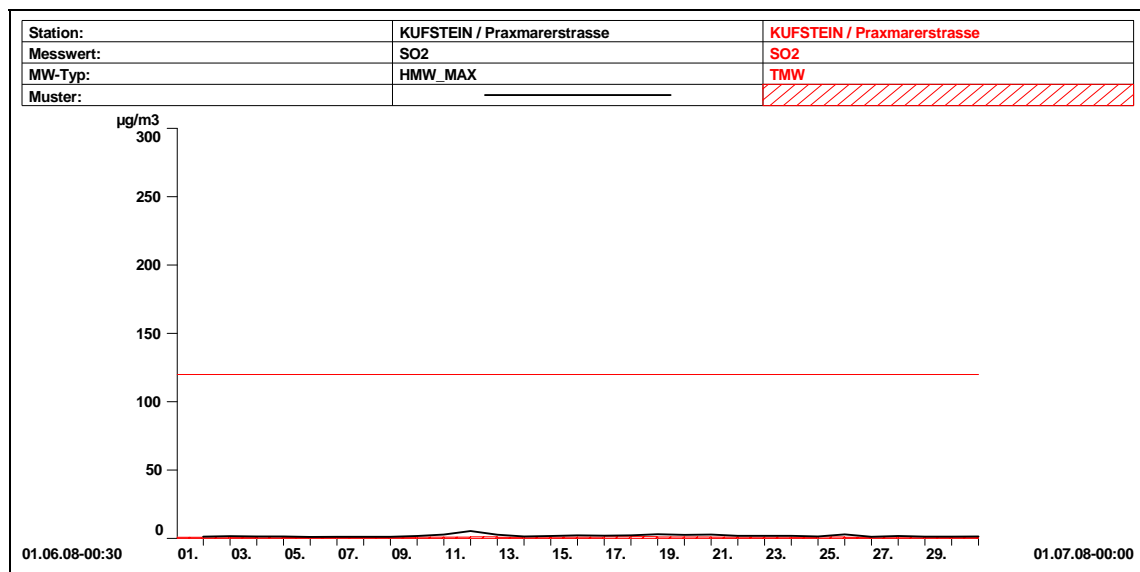 Station: KUFSTEIN / Praxmarerstrasse KUFSTEIN / Praxmarerstrasse
Messwert: SO2 SO2
MW-Typ: HMW_MAX TMW
Muster:
µg/m3
300
250
200
150
100
50
0
01.06.08-00:30 01. 03. 05. 07. 09. 11. 13. 15. 17. 19. 21. 23. 25. 27. 29. 01.07.08-00:00